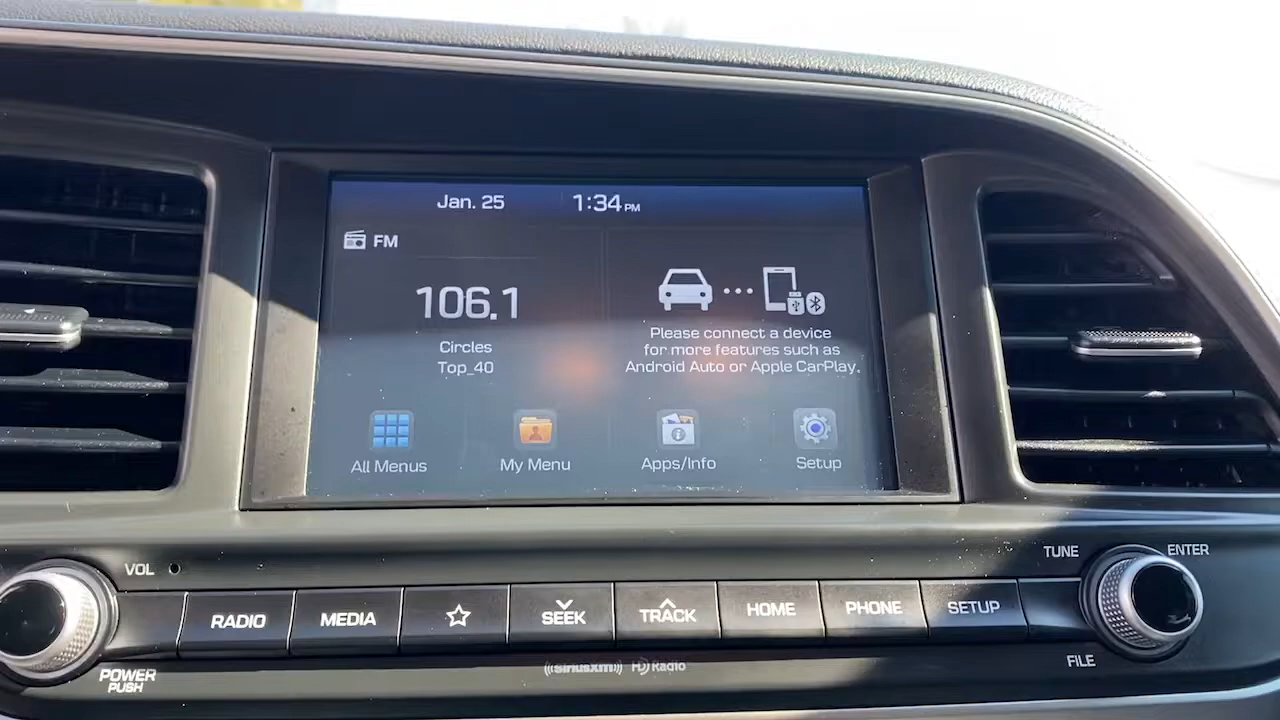 Jan. 25 1:34 PM
FM
106.1
Circles
Top_40
Please connect a device
for more features such as
Android Auto or Apple CarPlay.
All Menus My Menu Apps/Info Setup
VOL TUNE ENTER
RADIO MEDIA SEEK TRACK HOME PHONE SETUP
POWER
PUSH
FILE
((SiriusXM)) HD Radio